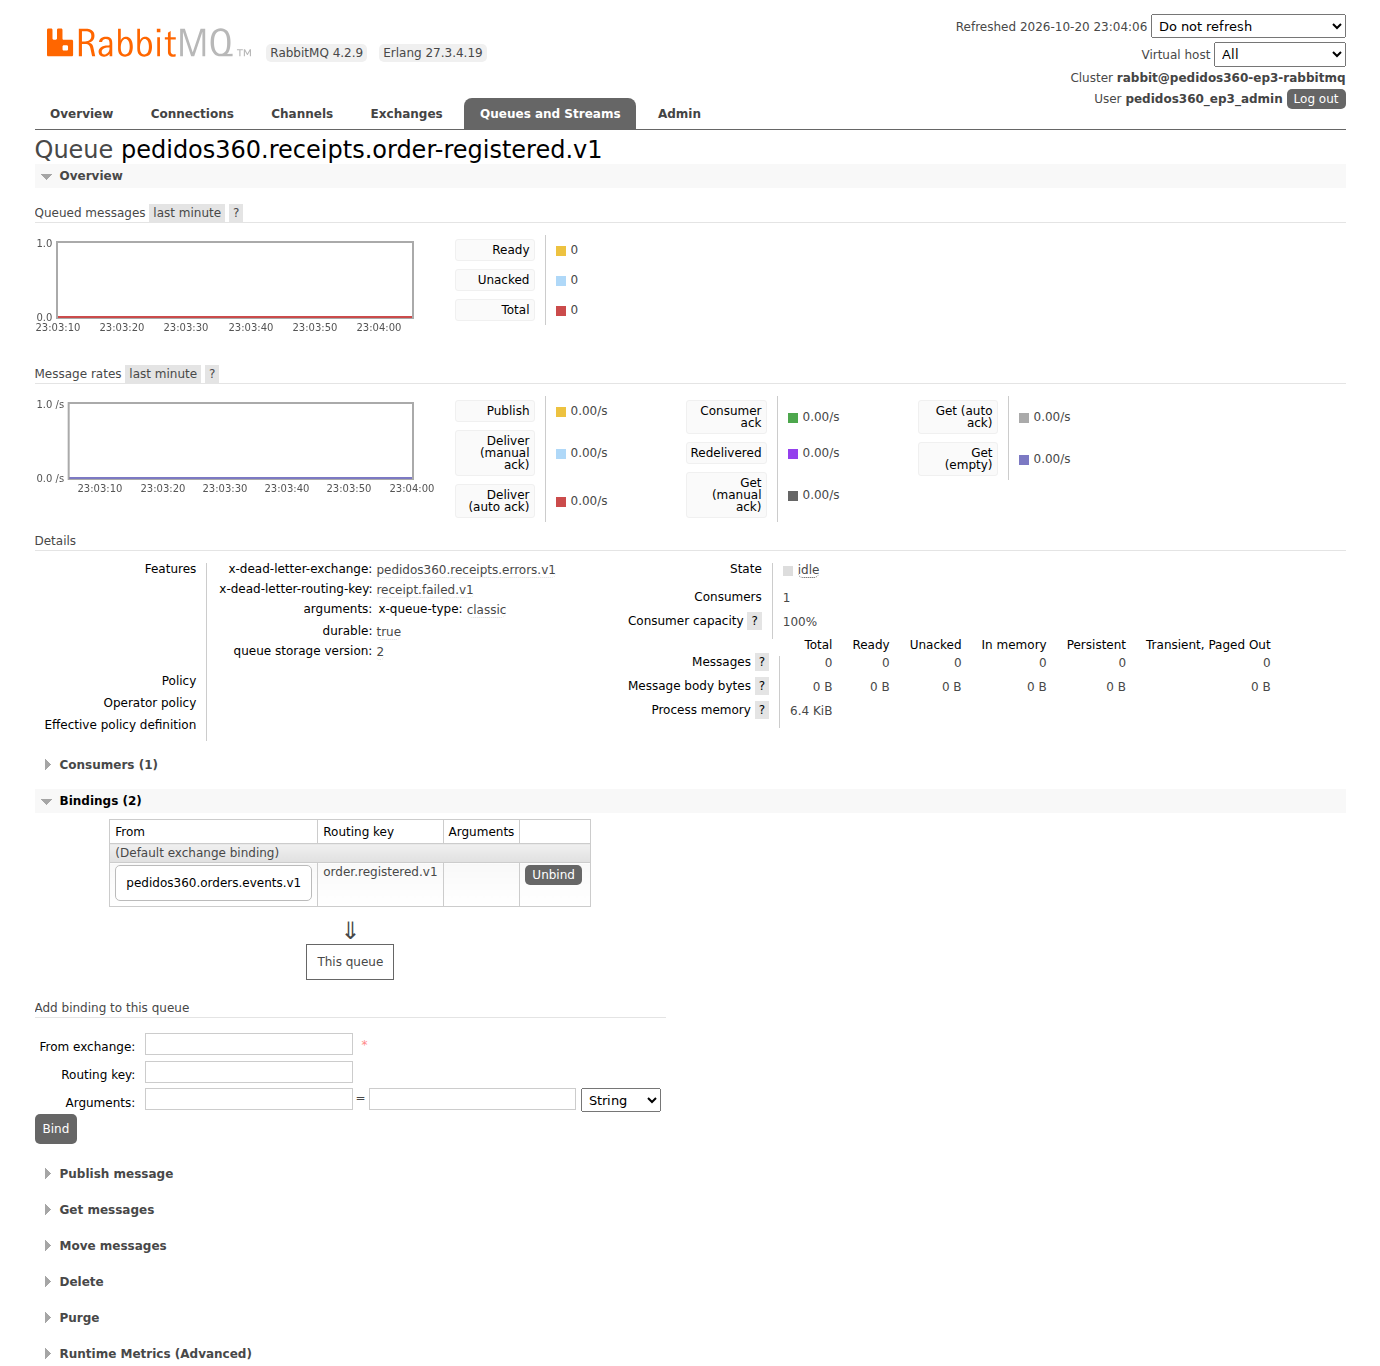 RabbitMQ TM RabbitMQ 4.2.9 Erlang 27.3.4.19
Refreshed 2026-10-20 23:04:06 Do not refresh
Virtual host All
Cluster rabbit@pedidos360-ep3-rabbitmq
User pedidos360_ep3_admin Log out
Overview Connections Channels Exchanges Queues and Streams Admin
Queue pedidos360.receipts.order-registered.v1
Overview
Queued messages last minute ?
1.0
0.0
23:03:10 23:03:20 23:03:30 23:03:40 23:03:50 23:04:00
Ready 0
Unacked 0
Total 0
Message rates last minute ?
1.0 /s
0.0 /s
23:03:10 23:03:20 23:03:30 23:03:40 23:03:50 23:04:00
Publish 0.00/s
Deliver (manual ack) 0.00/s
Deliver (auto ack) 0.00/s
Consumer ack 0.00/s
Redelivered 0.00/s
Get (manual ack) 0.00/s
Get (auto ack) 0.00/s
Get (empty) 0.00/s
Details
Features
x-dead-letter-exchange: pedidos360.receipts.errors.v1
x-dead-letter-routing-key: receipt.failed.v1
arguments: x-queue-type: classic
durable: true
queue storage version: 2
Policy
Operator policy
Effective policy definition
State idle
Consumers 1
Consumer capacity ? 100%
Total Ready Unacked In memory Persistent Transient, Paged Out
Messages ? 0 0 0 0 0 0
Message body bytes ? 0 B 0 B 0 B 0 B 0 B 0 B
Process memory ? 6.4 KiB
Consumers (1)
Bindings (2)
From Routing key Arguments
(Default exchange binding)
pedidos360.orders.events.v1 order.registered.v1 Unbind
⇓
This queue
Add binding to this queue
From exchange: *
Routing key:
Arguments: = String
Bind
Publish message
Get messages
Move messages
Delete
Purge
Runtime Metrics (Advanced)